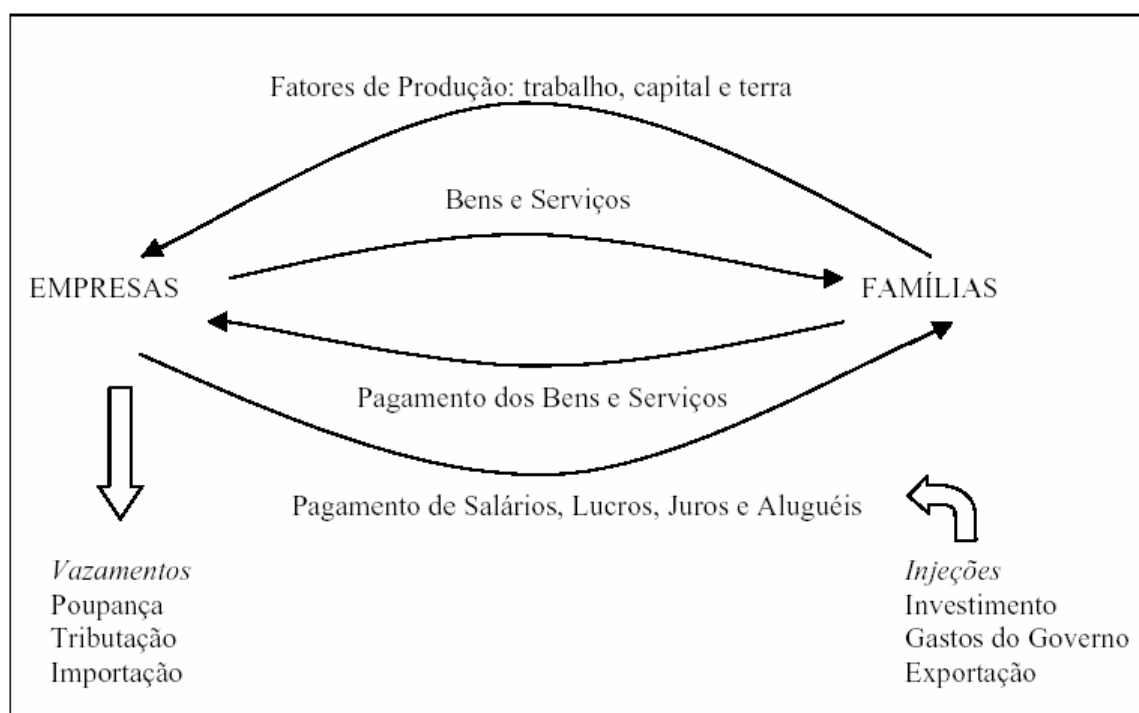 Fatores de Produção: trabalho, capital e terra
Bens e Serviços
EMPRESAS
FAMÍLIAS
Pagamento dos Bens e Serviços
Pagamento de Salários, Lucros, Juros e Aluguéis
Vazamentos
Poupança
Tributação
Importação
Injeções
Investimento
Gastos do Governo
Exportação